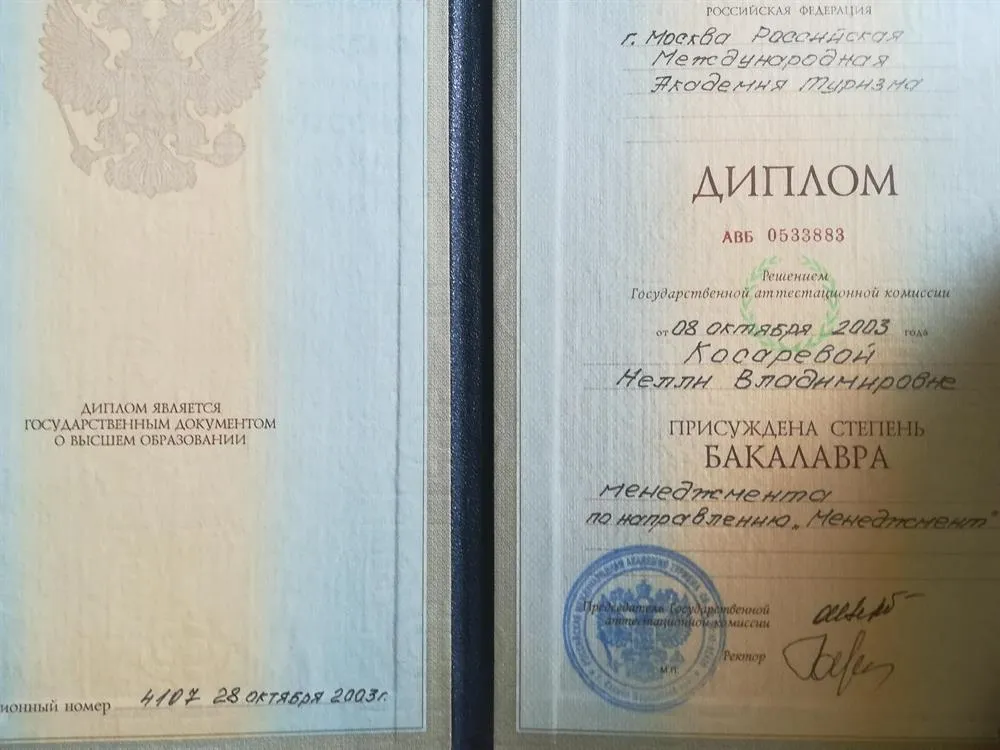 ДИПЛОМ ЯВЛЯЕТСЯ
ГОСУДАРСТВЕННЫМ ДОКУМЕНТОМ
О ВЫСШЕМ ОБРАЗОВАНИИ
ионный номер 4107 28 октября 2003г.
РОССИЙСКАЯ ФЕДЕРАЦИЯ
г. Москва Российская
Международная
Академия Туризма
ДИПЛОМ
АВБ 0533883
Решением
Государственной аттестационной комиссии
от 08 октября 2003 года
Косаревой
Нелли Владимировне
ПРИСУЖДЕНА СТЕПЕНЬ
БАКАЛАВРА
менеджмента
по направлению „Менеджмент"
Председатель Государственной
аттестационной комиссии
Ректор
М.П.